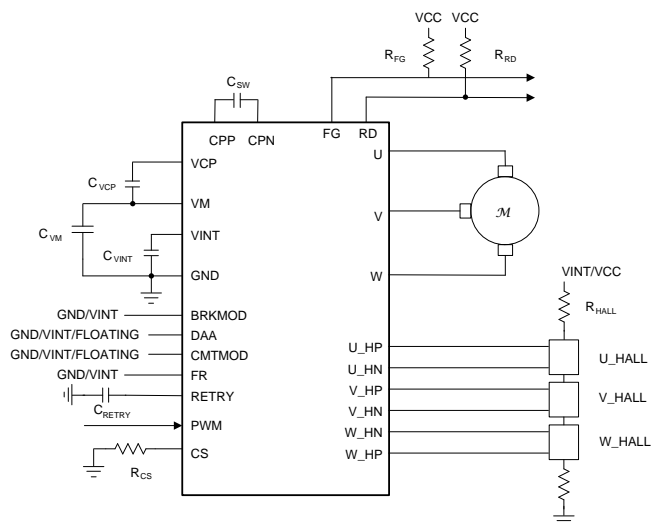 VCC VCC
R_FG R_RD
C_SW
CPP CPN FG RD
VCP U
C_VCP
VM V
C_VM
VINT
C_VINT
GND W
M
VINT/VCC
R_HALL
GND/VINT BRKMOD
GND/VINT/FLOATING DAA
GND/VINT/FLOATING CMTMOD
GND/VINT FR
RETRY
C_RETRY
PWM
CS
R_CS
U_HP
U_HN
U_HALL
V_HP
V_HN
V_HALL
W_HN
W_HP
W_HALL